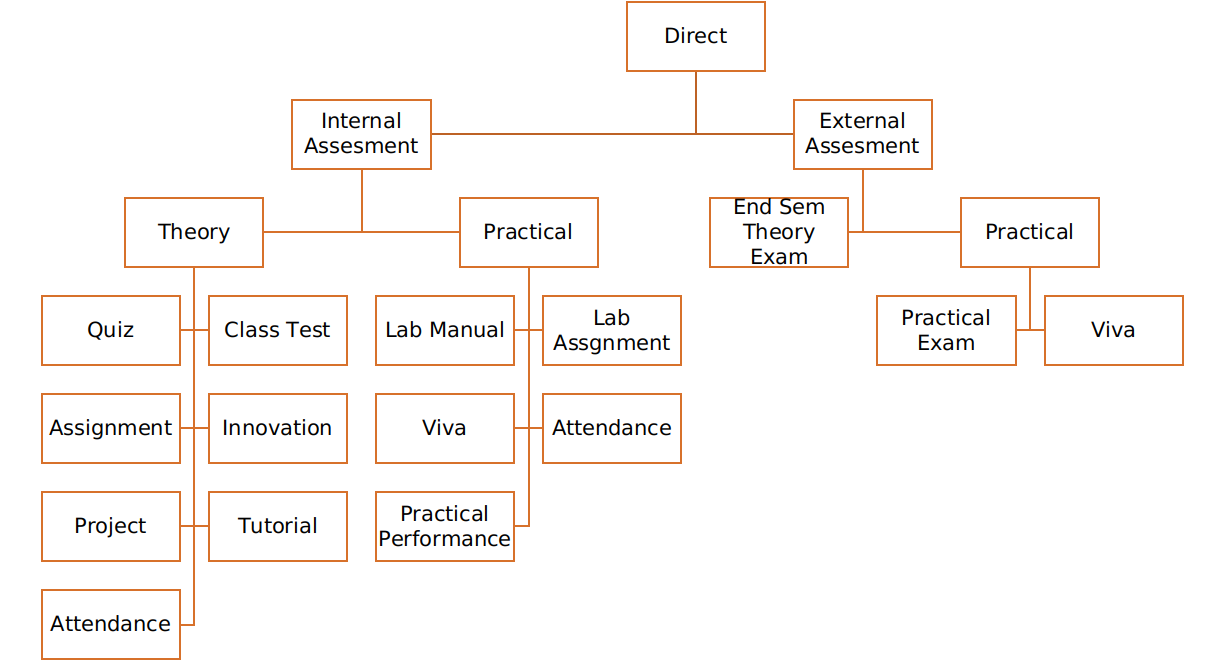 Direct
Internal
Assesment
External
Assesment
Theory
Practical
End Sem
Theory
Exam
Practical
Quiz
Class Test
Lab Manual
Lab
Assgnment
Practical
Exam
Viva
Assignment
Innovation
Viva
Attendance
Project
Tutorial
Practical
Performance
Attendance